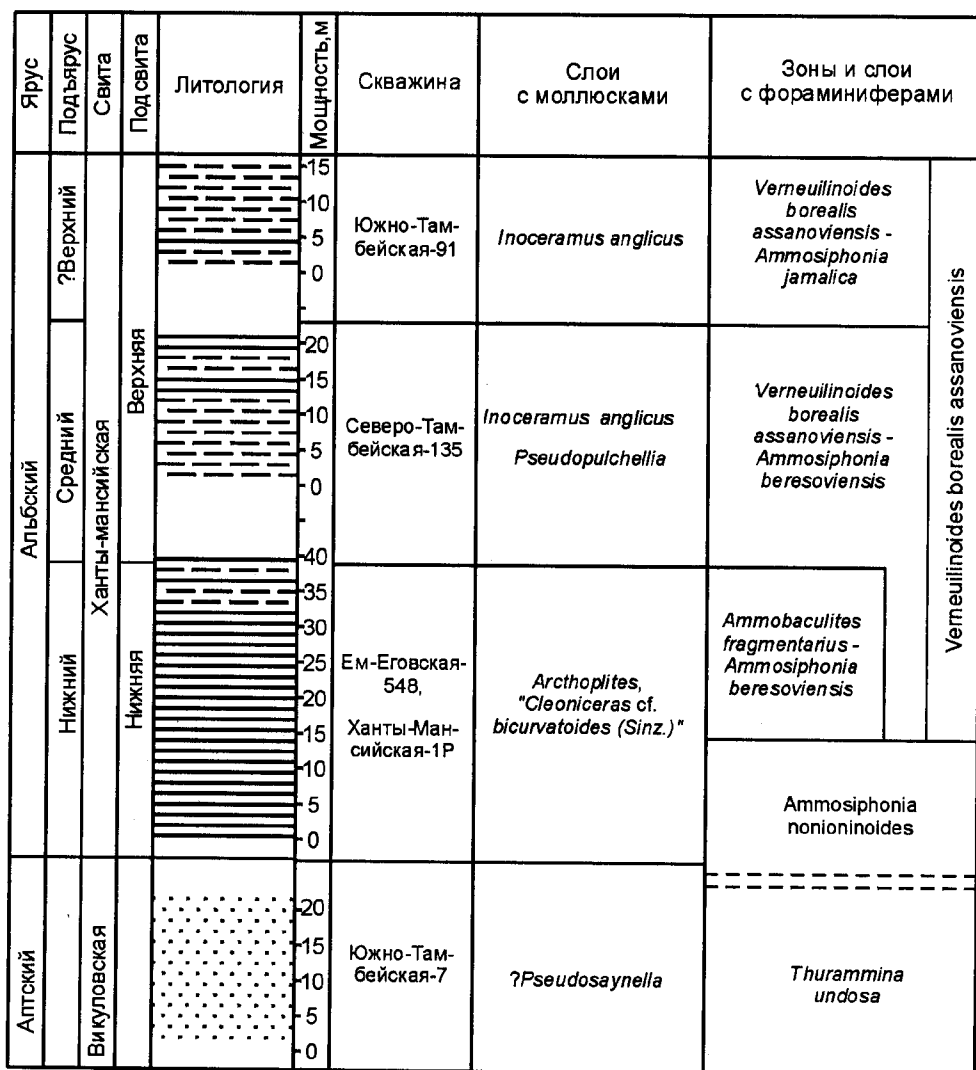 Ярус
Подъярус
Свита
Подсвита
Литология
Мощность,м
Скважина
Слои
с моллюсками
Зоны и слои
с фораминиферами
Альбский
?Верхний
Средний
Нижний
Ханты-мансийская
Верхняя
Нижняя
15
10
5
0
Южно-Там-
бейская-91
Inoceramus anglicus
Verneuilinoides
borealis
assanoviensis -
Ammosiphonia
jamalica
Verneuilinoides borealis assanoviensis
20
15
10
5
0
Северо-Там-
бейская-135
Inoceramus anglicus
Pseudopulchellia
Verneuilinoides
borealis
assanoviensis -
Ammosiphonia
beresoviensis
40
35
30
25
20
15
10
5
0
Ем-Еговская-
548,
Ханты-Ман-
сийская-1Р
Arcthoplites,
"Cleoniceras cf.
bicurvatoides (Sinz.)"
Ammobaculites
fragmentarius -
Ammosiphonia
beresoviensis
Ammosiphonia
nonioninoides
Аптский
Викуловская
20
15
10
5
0
Южно-Там-
бейская-7
?Pseudosaynella
Thurammina
undosa